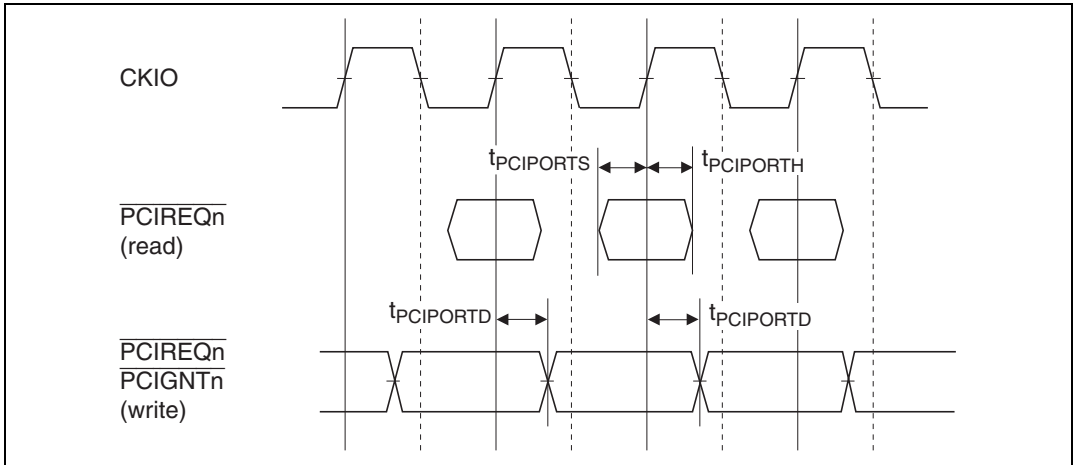 CKIO
tPCIPORTS tPCIPORTH
PCIREQn
(read)
tPCIPORTD tPCIPORTD
PCIREQn
PCIGNTn
(write)